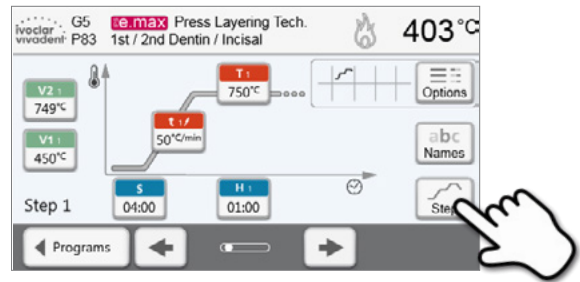 ivoclar vivadent
G5
P83
IPS e.max Press Layering Tech.
1st / 2nd Dentin / Incisal
403°C
V2 1
749°C
V1 1
450°C
T 1
750°C
t 1
50°C/min
S
04:00
H 1
01:00
Step 1
Options
abc
Names
Step
Programs